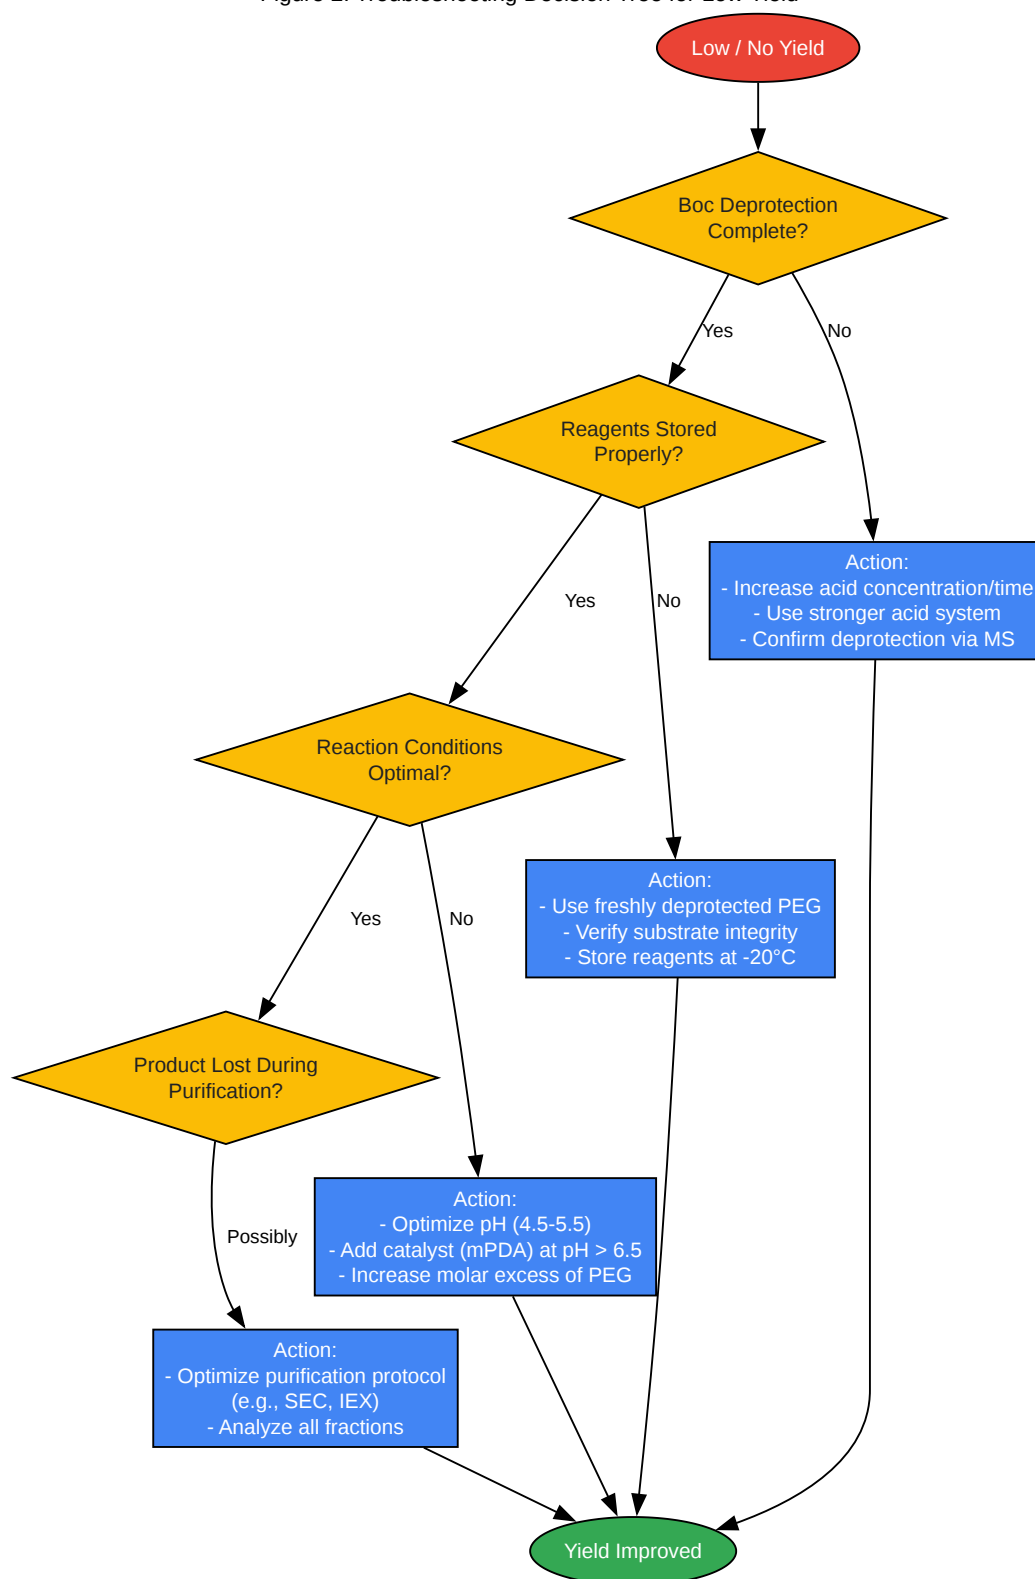 Low / No Yield
Boc Deprotection
Complete?
Yes
No
Reagents Stored
Properly?
Yes
No
Action:
- Increase acid concentration/time
- Use stronger acid system
- Confirm deprotection via MS
Reaction Conditions
Optimal?
Yes
No
Action:
- Use freshly deprotected PEG
- Verify substrate integrity
- Store reagents at -20°C
Product Lost During
Purification?
Possibly
Action:
- Optimize pH (4.5-5.5)
- Add catalyst (mPDA) at pH > 6.5
- Increase molar excess of PEG
Action:
- Optimize purification protocol
(e.g., SEC, IEX)
- Analyze all fractions
Yield Improved